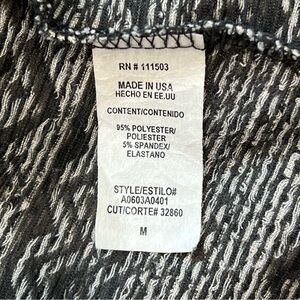 RN # 111503
MADE IN USA
HECHO EN EE.UU
CONTENT/CONTENIDO
95% POLYESTER/
POLIESTER
5% SPANDEX/
ELASTANO
STYLE/ESTILO#
A0603A0401
CUT/CORTE# 32860
M